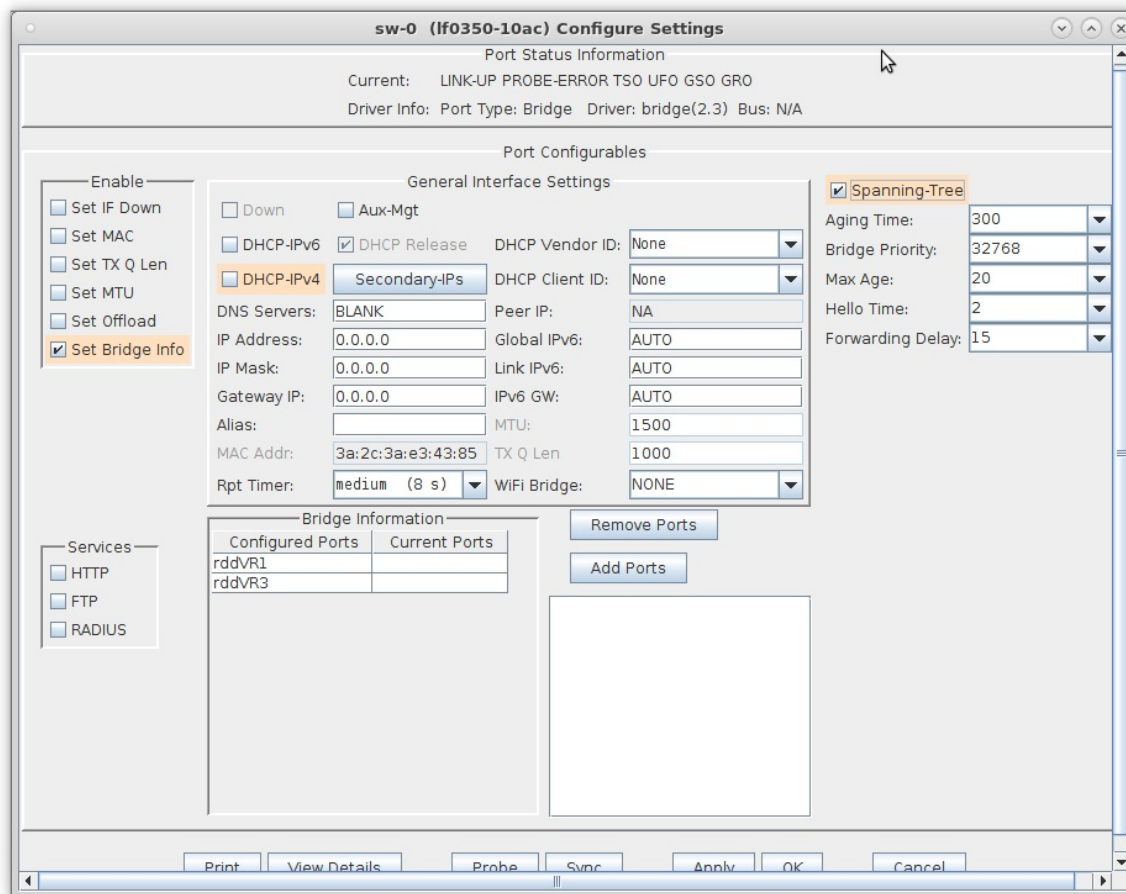 sw-0 (lf0350-10ac) Configure Settings
Port Status Information
Current: LINK-UP PROBE-ERROR TSO UFO GSO GRO
Driver Info: Port Type: Bridge Driver: bridge(2.3) Bus: N/A
Port Configurables
Enable
Set IF Down
Set MAC
Set TX Q Len
Set MTU
Set Offload
Set Bridge Info
General Interface Settings
Down Aux-Mgt
DHCP-IPv6 DHCP Release DHCP Vendor ID: None
DHCP-IPv4 Secondary-IPs DHCP Client ID: None
DNS Servers: BLANK Peer IP: NA
IP Address: 0.0.0.0 Global IPv6: AUTO
IP Mask: 0.0.0.0 Link IPv6: AUTO
Gateway IP: 0.0.0.0 IPv6 GW: AUTO
Alias: MTU: 1500
MAC Addr: 3a:2c:3a:e3:43:85 TX Q Len 1000
Rpt Timer: medium (8 s) WiFi Bridge: NONE
Spanning-Tree
Aging Time: 300
Bridge Priority: 32768
Max Age: 20
Hello Time: 2
Forwarding Delay: 15
Services
HTTP
FTP
RADIUS
Bridge Information
Configured Ports Current Ports
rddVR1
rddVR3
Remove Ports
Add Ports
Print View Details Probe Sync Apply OK Cancel